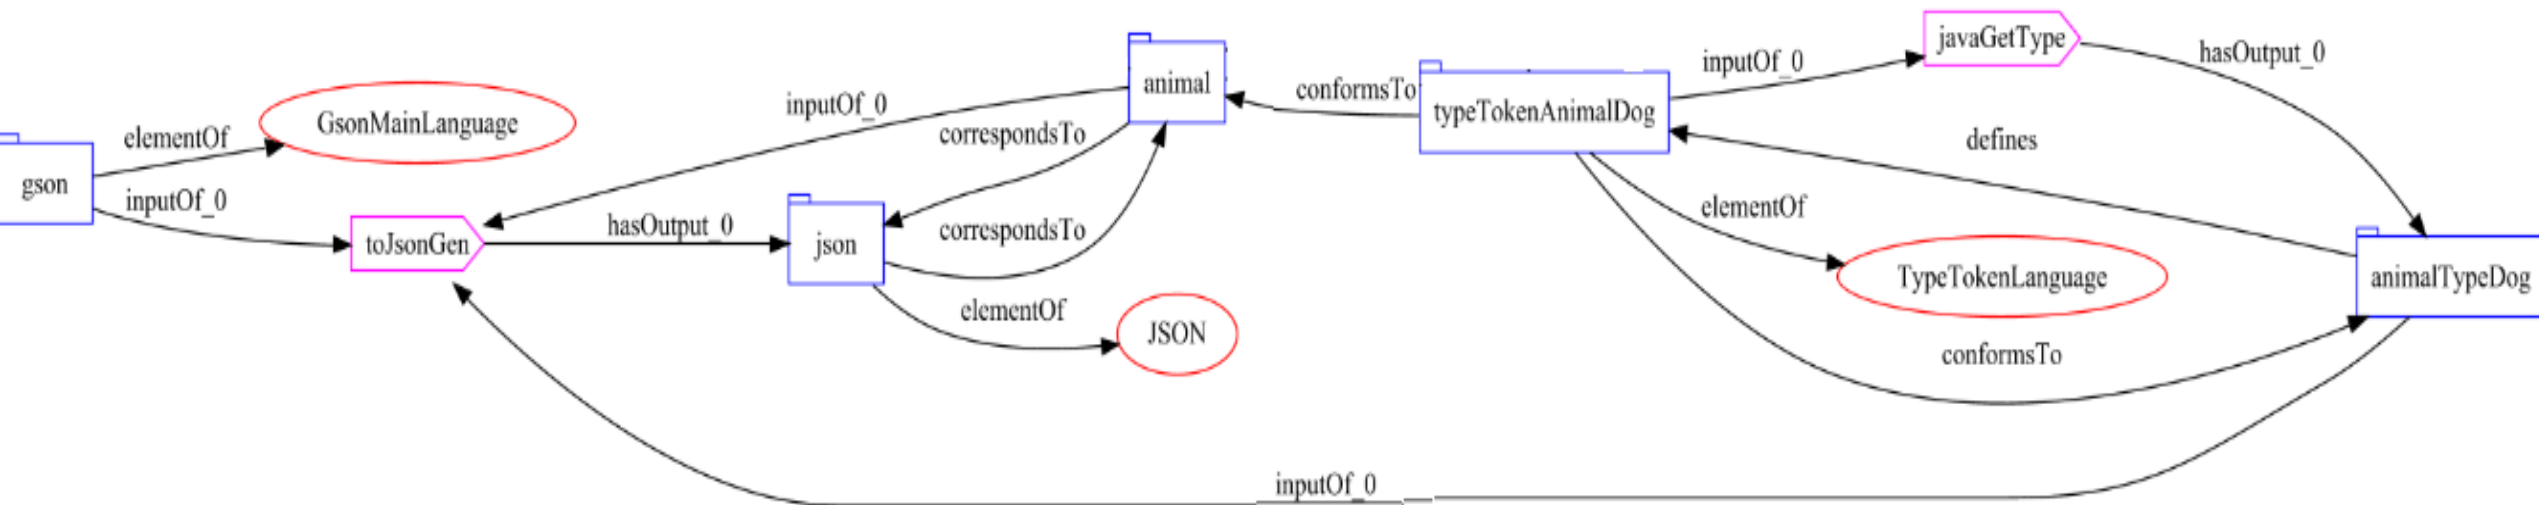 javaGetType
inputOf_0
hasOutput_0
animal
conformsTo
typeTokenAnimalDog
inputOf_0
GsonMainLanguage
elementOf
correspondsTo
defines
gson
inputOf_0
elementOf
toJsonGen
hasOutput_0
json
correspondsTo
TypeTokenLanguage
animalTypeDog
elementOf
JSON
conformsTo
inputOf_0